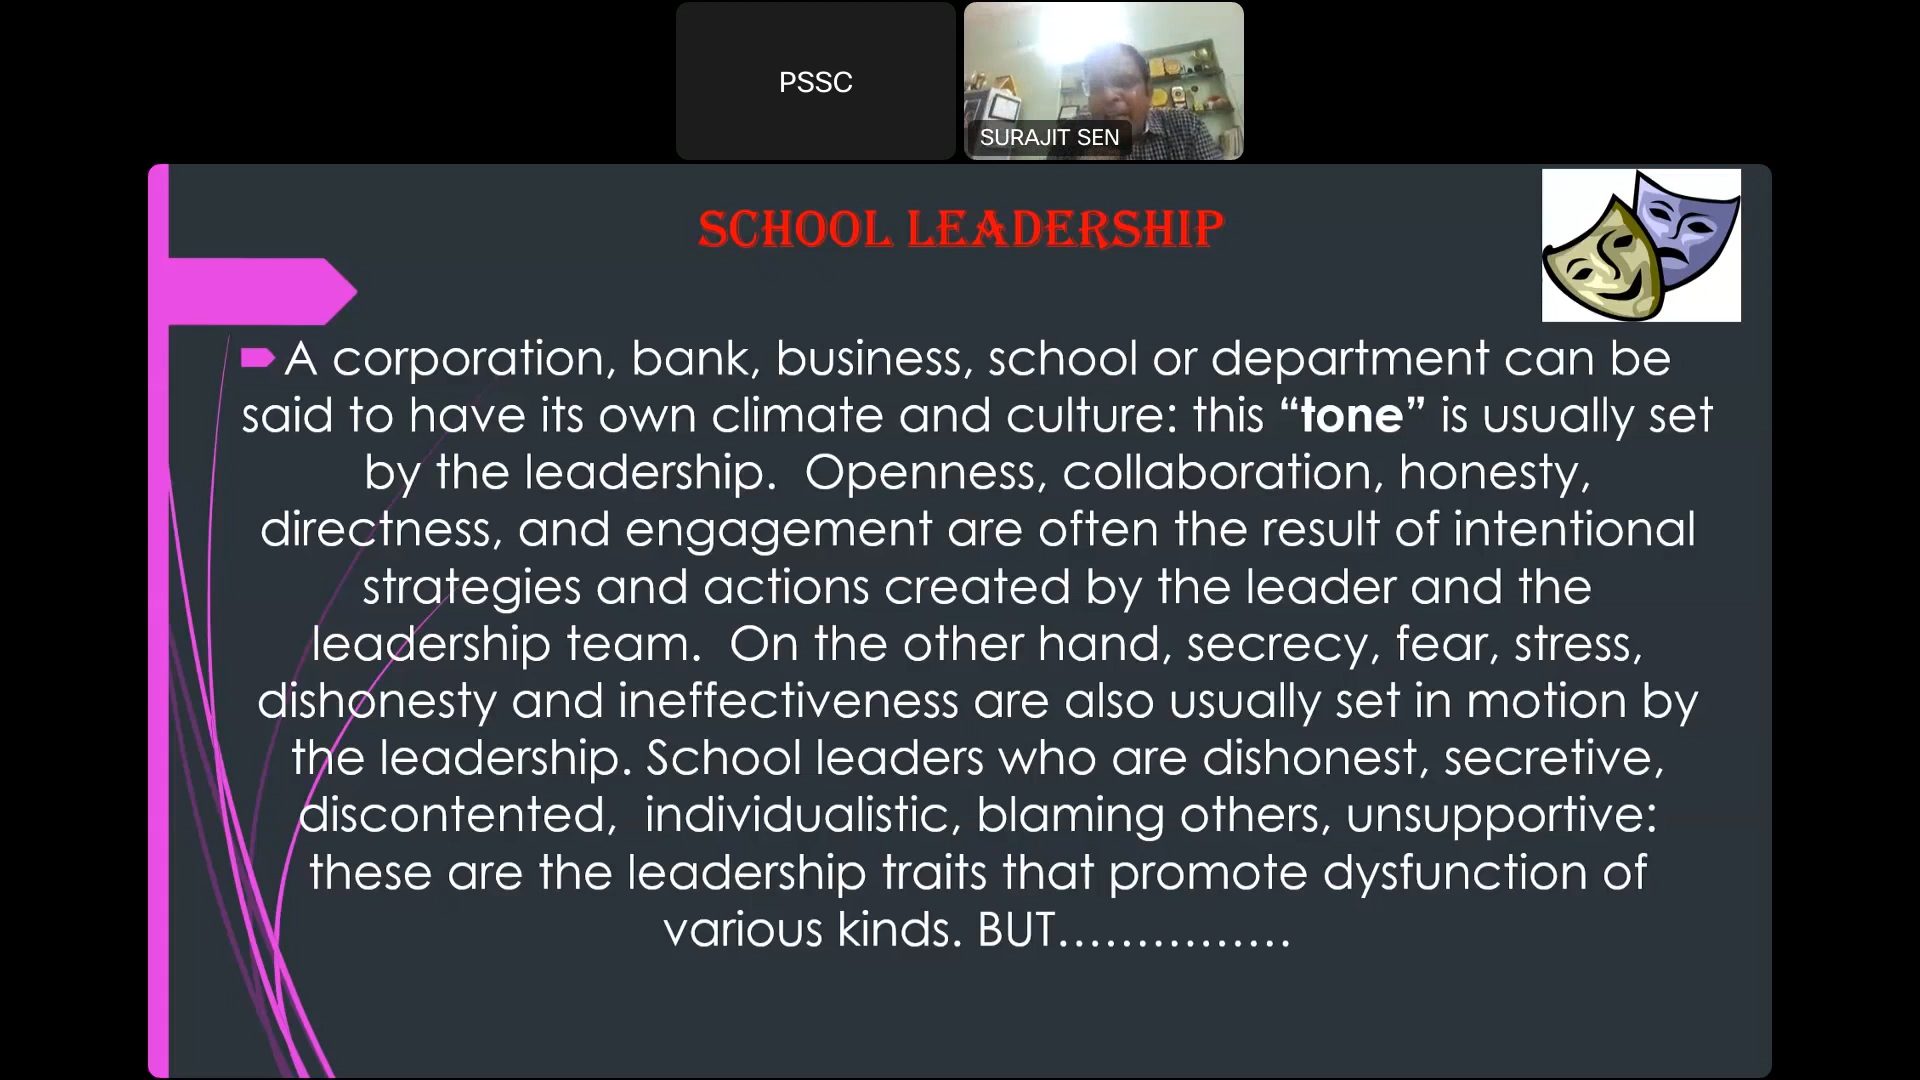 PSSC
SURAJIT SEN
SCHOOL LEADERSHIP
A corporation, bank, business, school or department can be
said to have its own climate and culture: this “tone” is usually set
by the leadership.  Openness, collaboration, honesty,
directness, and engagement are often the result of intentional
strategies and actions created by the leader and the
leadership team.  On the other hand, secrecy, fear, stress,
dishonesty and ineffectiveness are also usually set in motion by
the leadership. School leaders who are dishonest, secretive,
discontented,  individualistic, blaming others, unsupportive:
these are the leadership traits that promote dysfunction of
various kinds. BUT……………